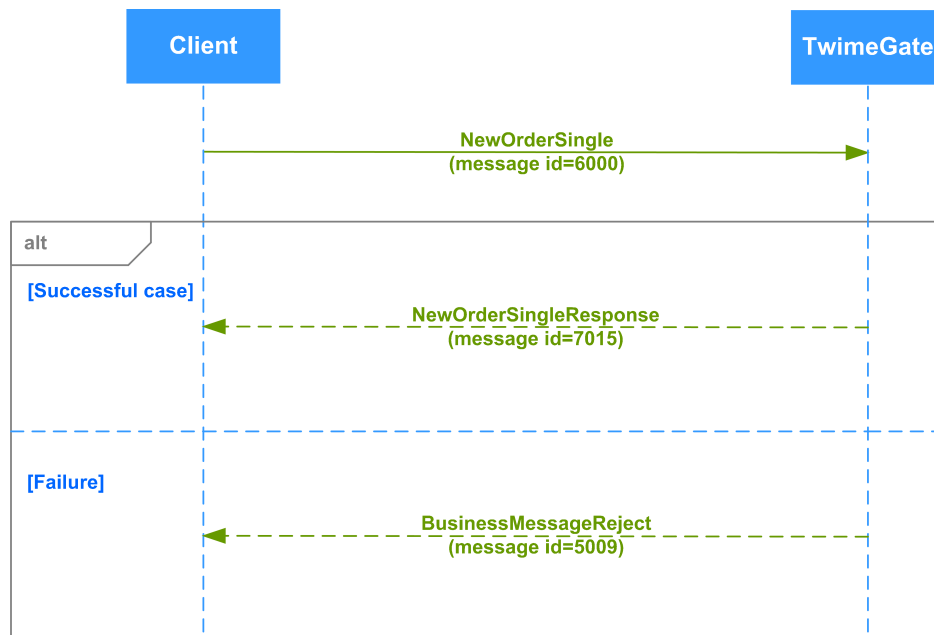 Client
TwimeGate
NewOrderSingle
(message id=6000)
alt
[Successful case]
NewOrderSingleResponse
(message id=7015)
[Failure]
BusinessMessageReject
(message id=5009)